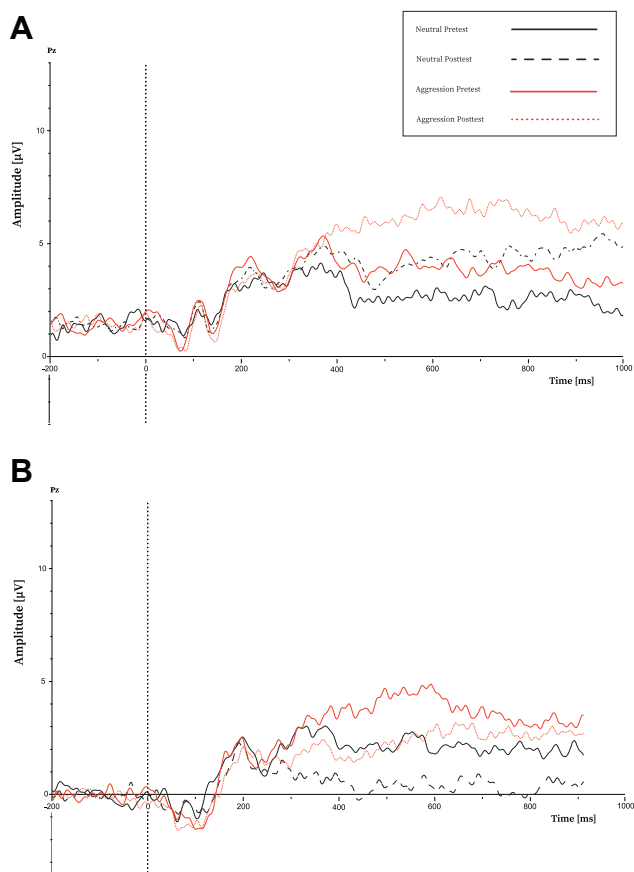 A
Pz
Neutral Pretest
Neutral Posttest
Aggression Pretest
Aggression Posttest
10
5
0
Amplitude [µV]
-200
0
200
400
600
800
1000
Time [ms]
B
Pz
10
5
0
Amplitude [µV]
-200
0
200
400
600
800
1000
Time [ms]